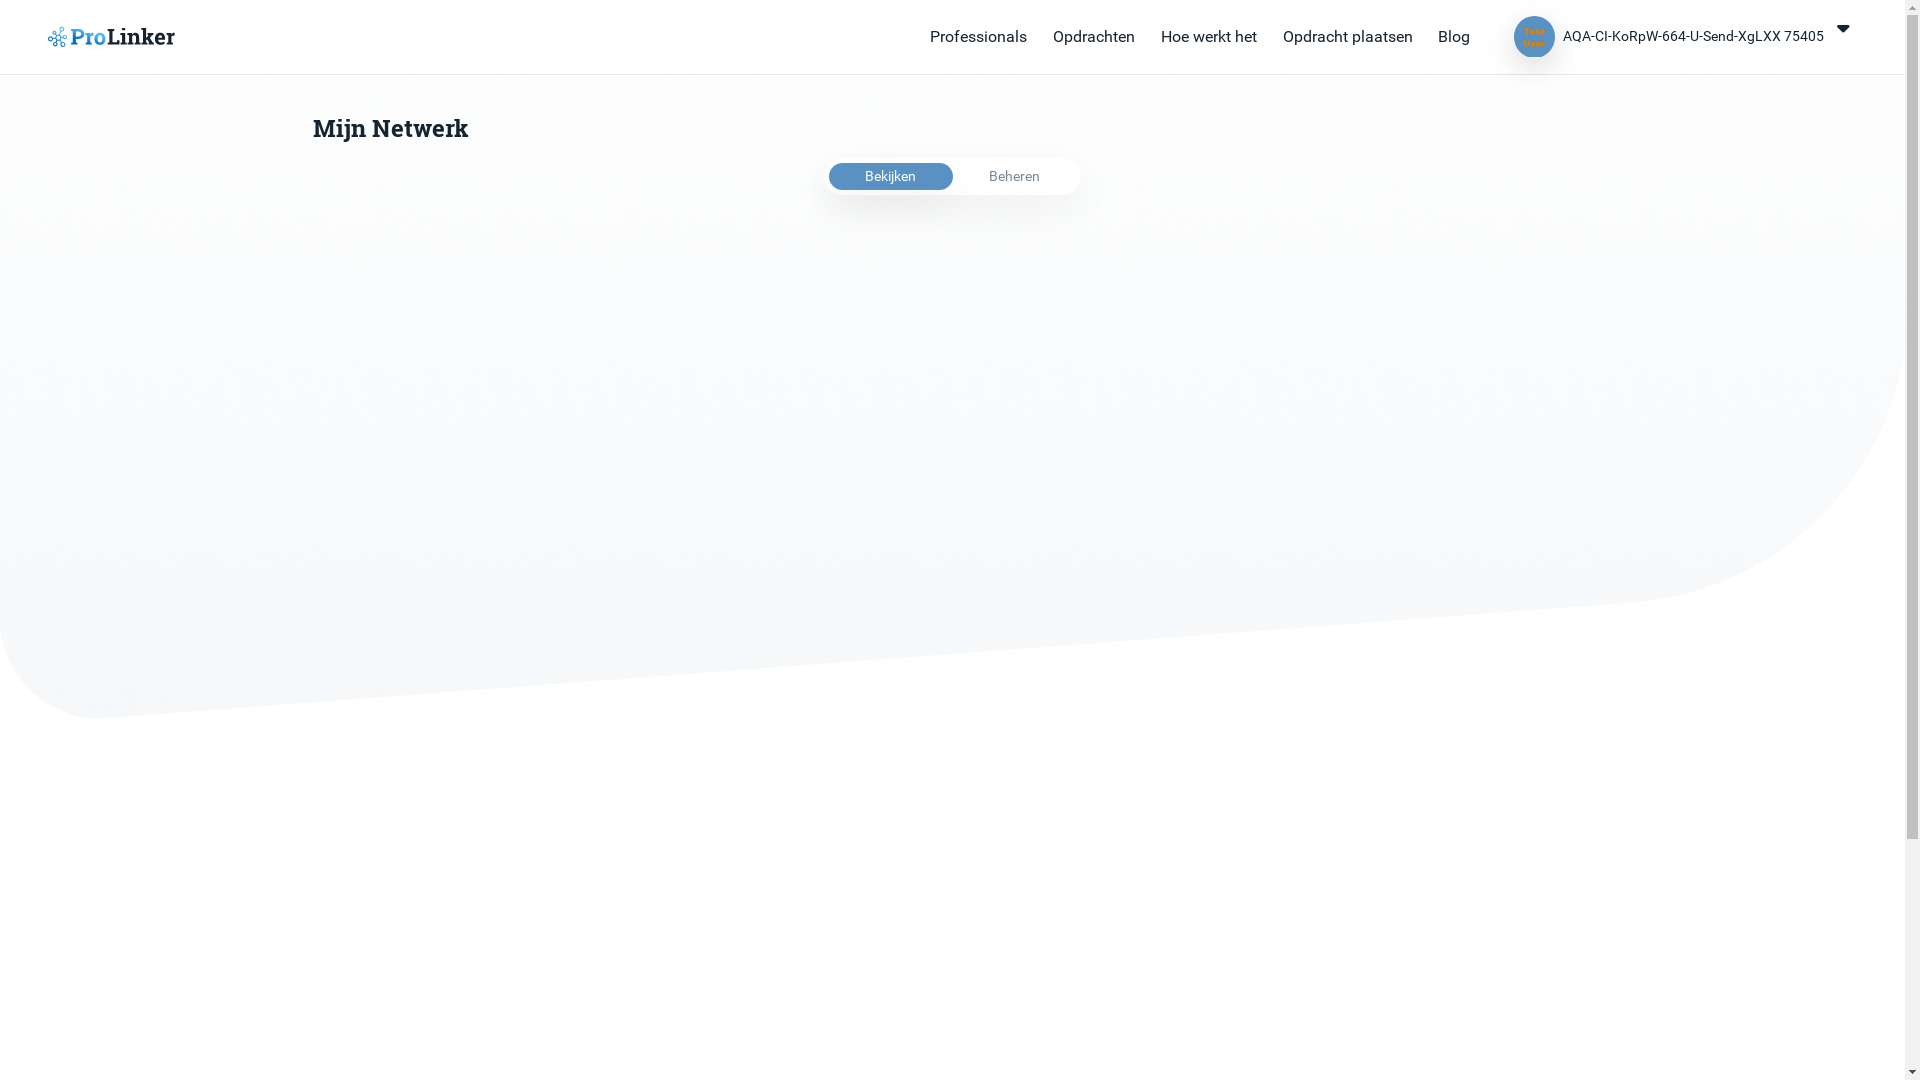 ProLinker
Professionals
Opdrachten
Hoe werkt het
Opdracht plaatsen
Blog
Test
User
AQA-CI-KoRpW-664-U-Send-XgLXX 75405
Mijn Netwerk
Bekijken
Beheren